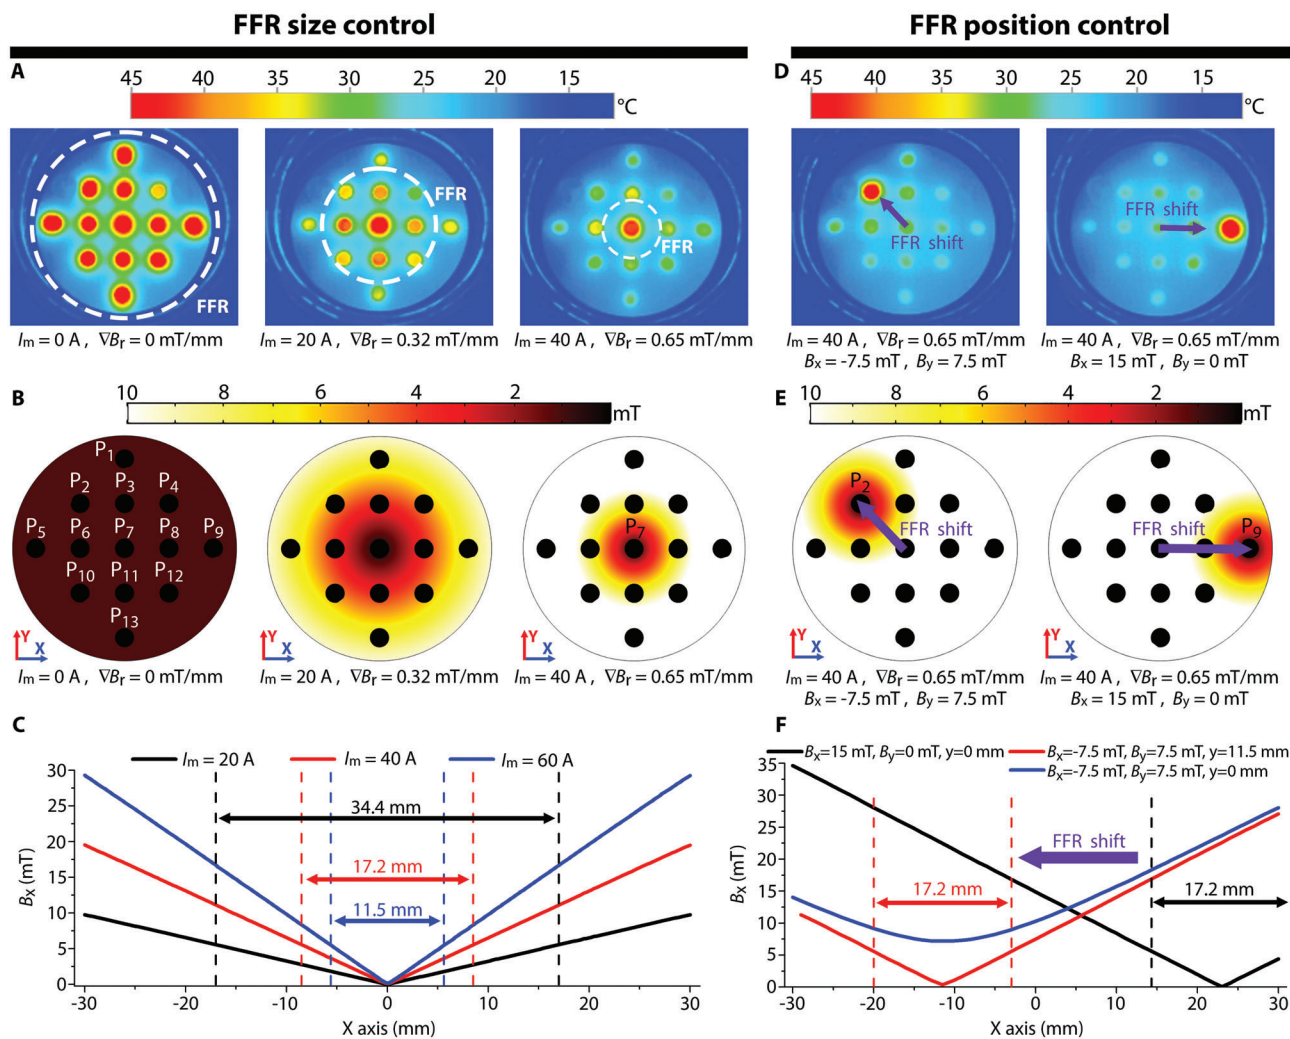 FFR size control
FFR position control
A
45 40 35 30 25 20 15
°C
FFR
FFR
FFR
Im = 0 A , ∇Br = 0 mT/mm
Im = 20 A , ∇Br = 0.32 mT/mm
Im = 40 A , ∇Br = 0.65 mT/mm
D
45 40 35 30 25 20 15
°C
FFR shift
FFR shift
Im = 40 A , ∇Br = 0.65 mT/mm
Bx = -7.5 mT , By = 7.5 mT
Im = 40 A , ∇Br = 0.65 mT/mm
Bx = 15 mT , By = 0 mT
B
10 8 6 4 2
mT
P1
P2 P3 P4
P5 P6 P7 P8 P9
P10 P11 P12
P13
Y
X
P7
Y
X
Y
X
Im = 0 A , ∇Br = 0 mT/mm
Im = 20 A , ∇Br = 0.32 mT/mm
Im = 40 A , ∇Br = 0.65 mT/mm
E
10 8 6 4 2
mT
P2
FFR shift
Y
X
FFR shift
P9
Y
X
Im = 40 A , ∇Br = 0.65 mT/mm
Bx = -7.5 mT , By = 7.5 mT
Im = 40 A , ∇Br = 0.65 mT/mm
Bx = 15 mT , By = 0 mT
C
Im = 20 A
Im = 40 A
Im = 60 A
30
25
20
15
10
5
0
Bx (mT)
34.4 mm
17.2 mm
11.5 mm
-30 -20 -10 0 10 20 30
X axis (mm)
F
Bx=15 mT, By=0 mT, y=0 mm
Bx=-7.5 mT, By=7.5 mT, y=11.5 mm
Bx=-7.5 mT, By=7.5 mT, y=0 mm
35
30
25
20
15
10
5
0
Bx (mT)
FFR shift
17.2 mm
17.2 mm
-30 -20 -10 0 10 20 30
X axis (mm)